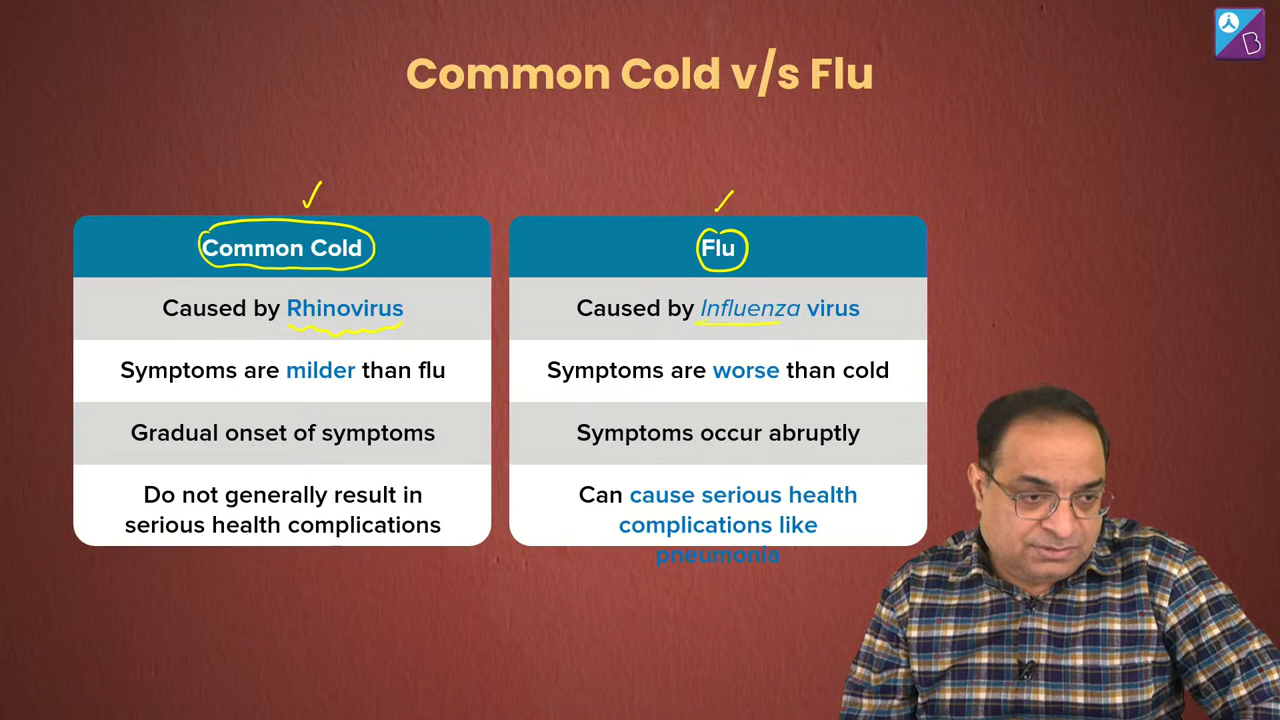 Common Cold v/s Flu
Common Cold
Caused by Rhinovirus
Symptoms are milder than flu
Gradual onset of symptoms
Do not generally result in
serious health complications
Flu
Caused by Influenza virus
Symptoms are worse than cold
Symptoms occur abruptly
Can cause serious health
complications like
pneumonia
B